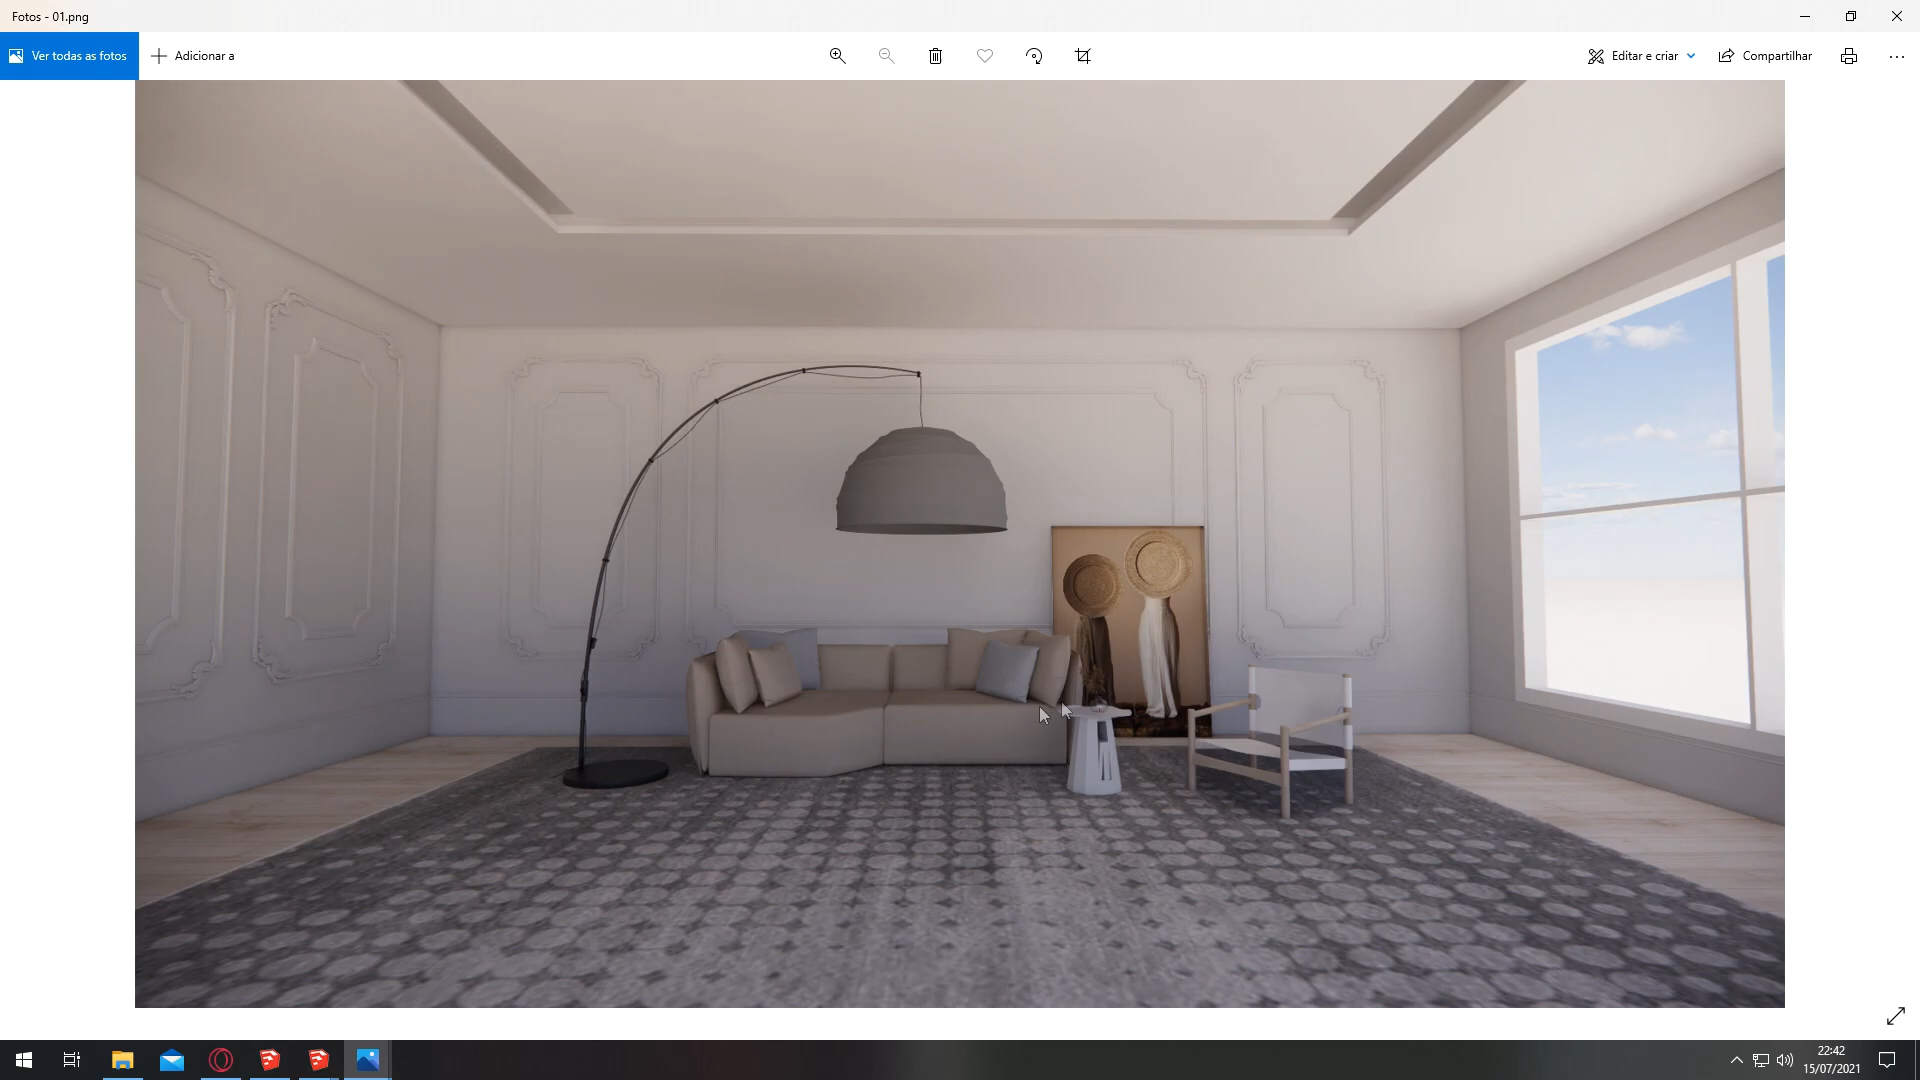 Fotos - 01.png
Ver todas as fotos
Adicionar a
Editar e criar
Compartilhar
22:42
15/07/2021